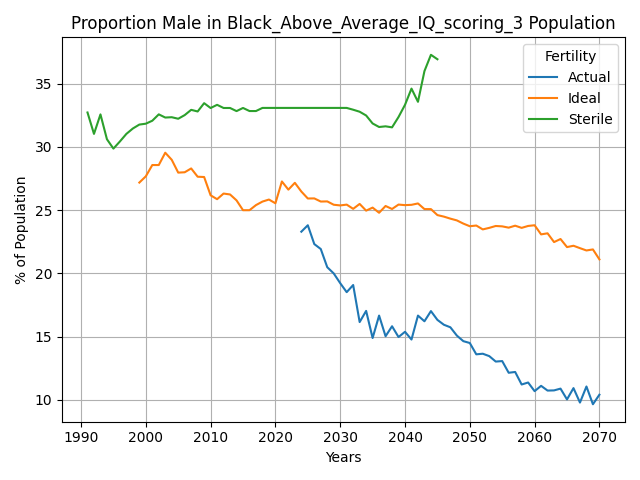 Proportion Male in Black_Above_Average_IQ_scoring_3 Population
% of Population
35
30
25
20
15
10
Fertility
Actual
Ideal
Sterile
1990 2000 2010 2020 2030 2040 2050 2060 2070
Years